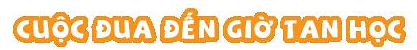 CUỘC ĐUA ĐẾN GIỜ TAN HỌC